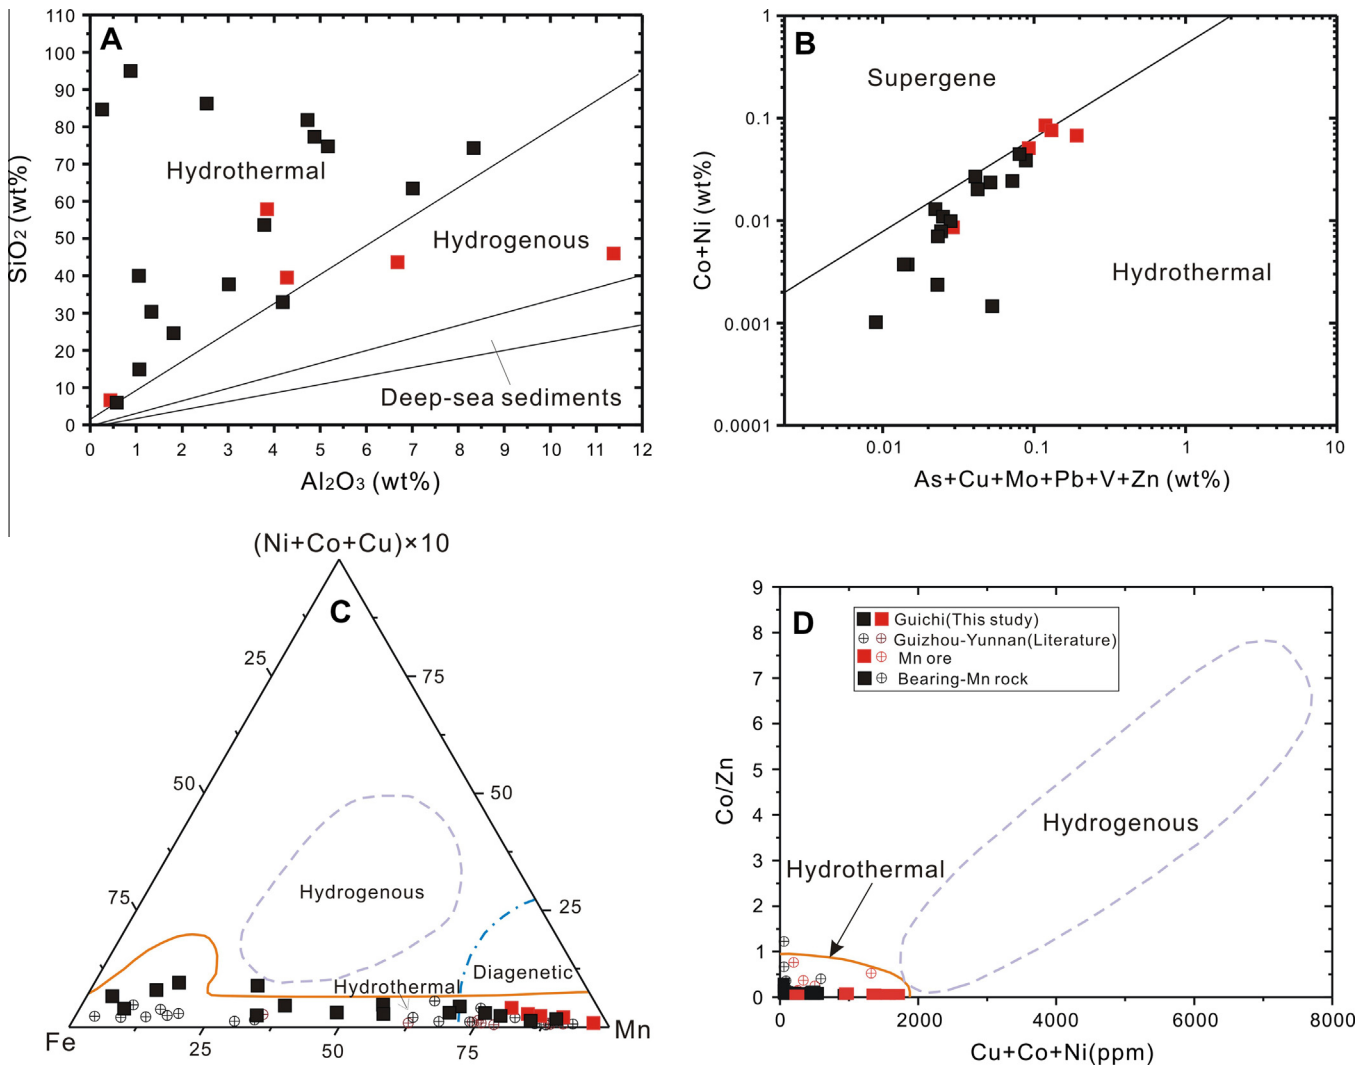 A
110
100
90
80
70
60
50
40
30
20
10
0
SiO2 (wt%)
Hydrothermal
Hydrogenous
Deep-sea sediments
0 1 2 3 4 5 6 7 8 9 10 11 12
Al2O3 (wt%)
B
1
0.1
0.01
0.001
0.0001
Co+Ni (wt%)
Supergene
Hydrothermal
0.01 0.1 1 10
As+Cu+Mo+Pb+V+Zn (wt%)
(Ni+Co+Cu)×10
C
25
75
50
50
75
25
Hydrogenous
Diagenetic
Hydrothermal
Fe
Mn
25 50 75
D
9
8
7
6
5
4
3
2
1
0
Co/Zn
Guichi(This study)
Guizhou-Yunnan(Literature)
Mn ore
Bearing-Mn rock
Hydrogenous
Hydrothermal
0 2000 4000 6000 8000
Cu+Co+Ni(ppm)